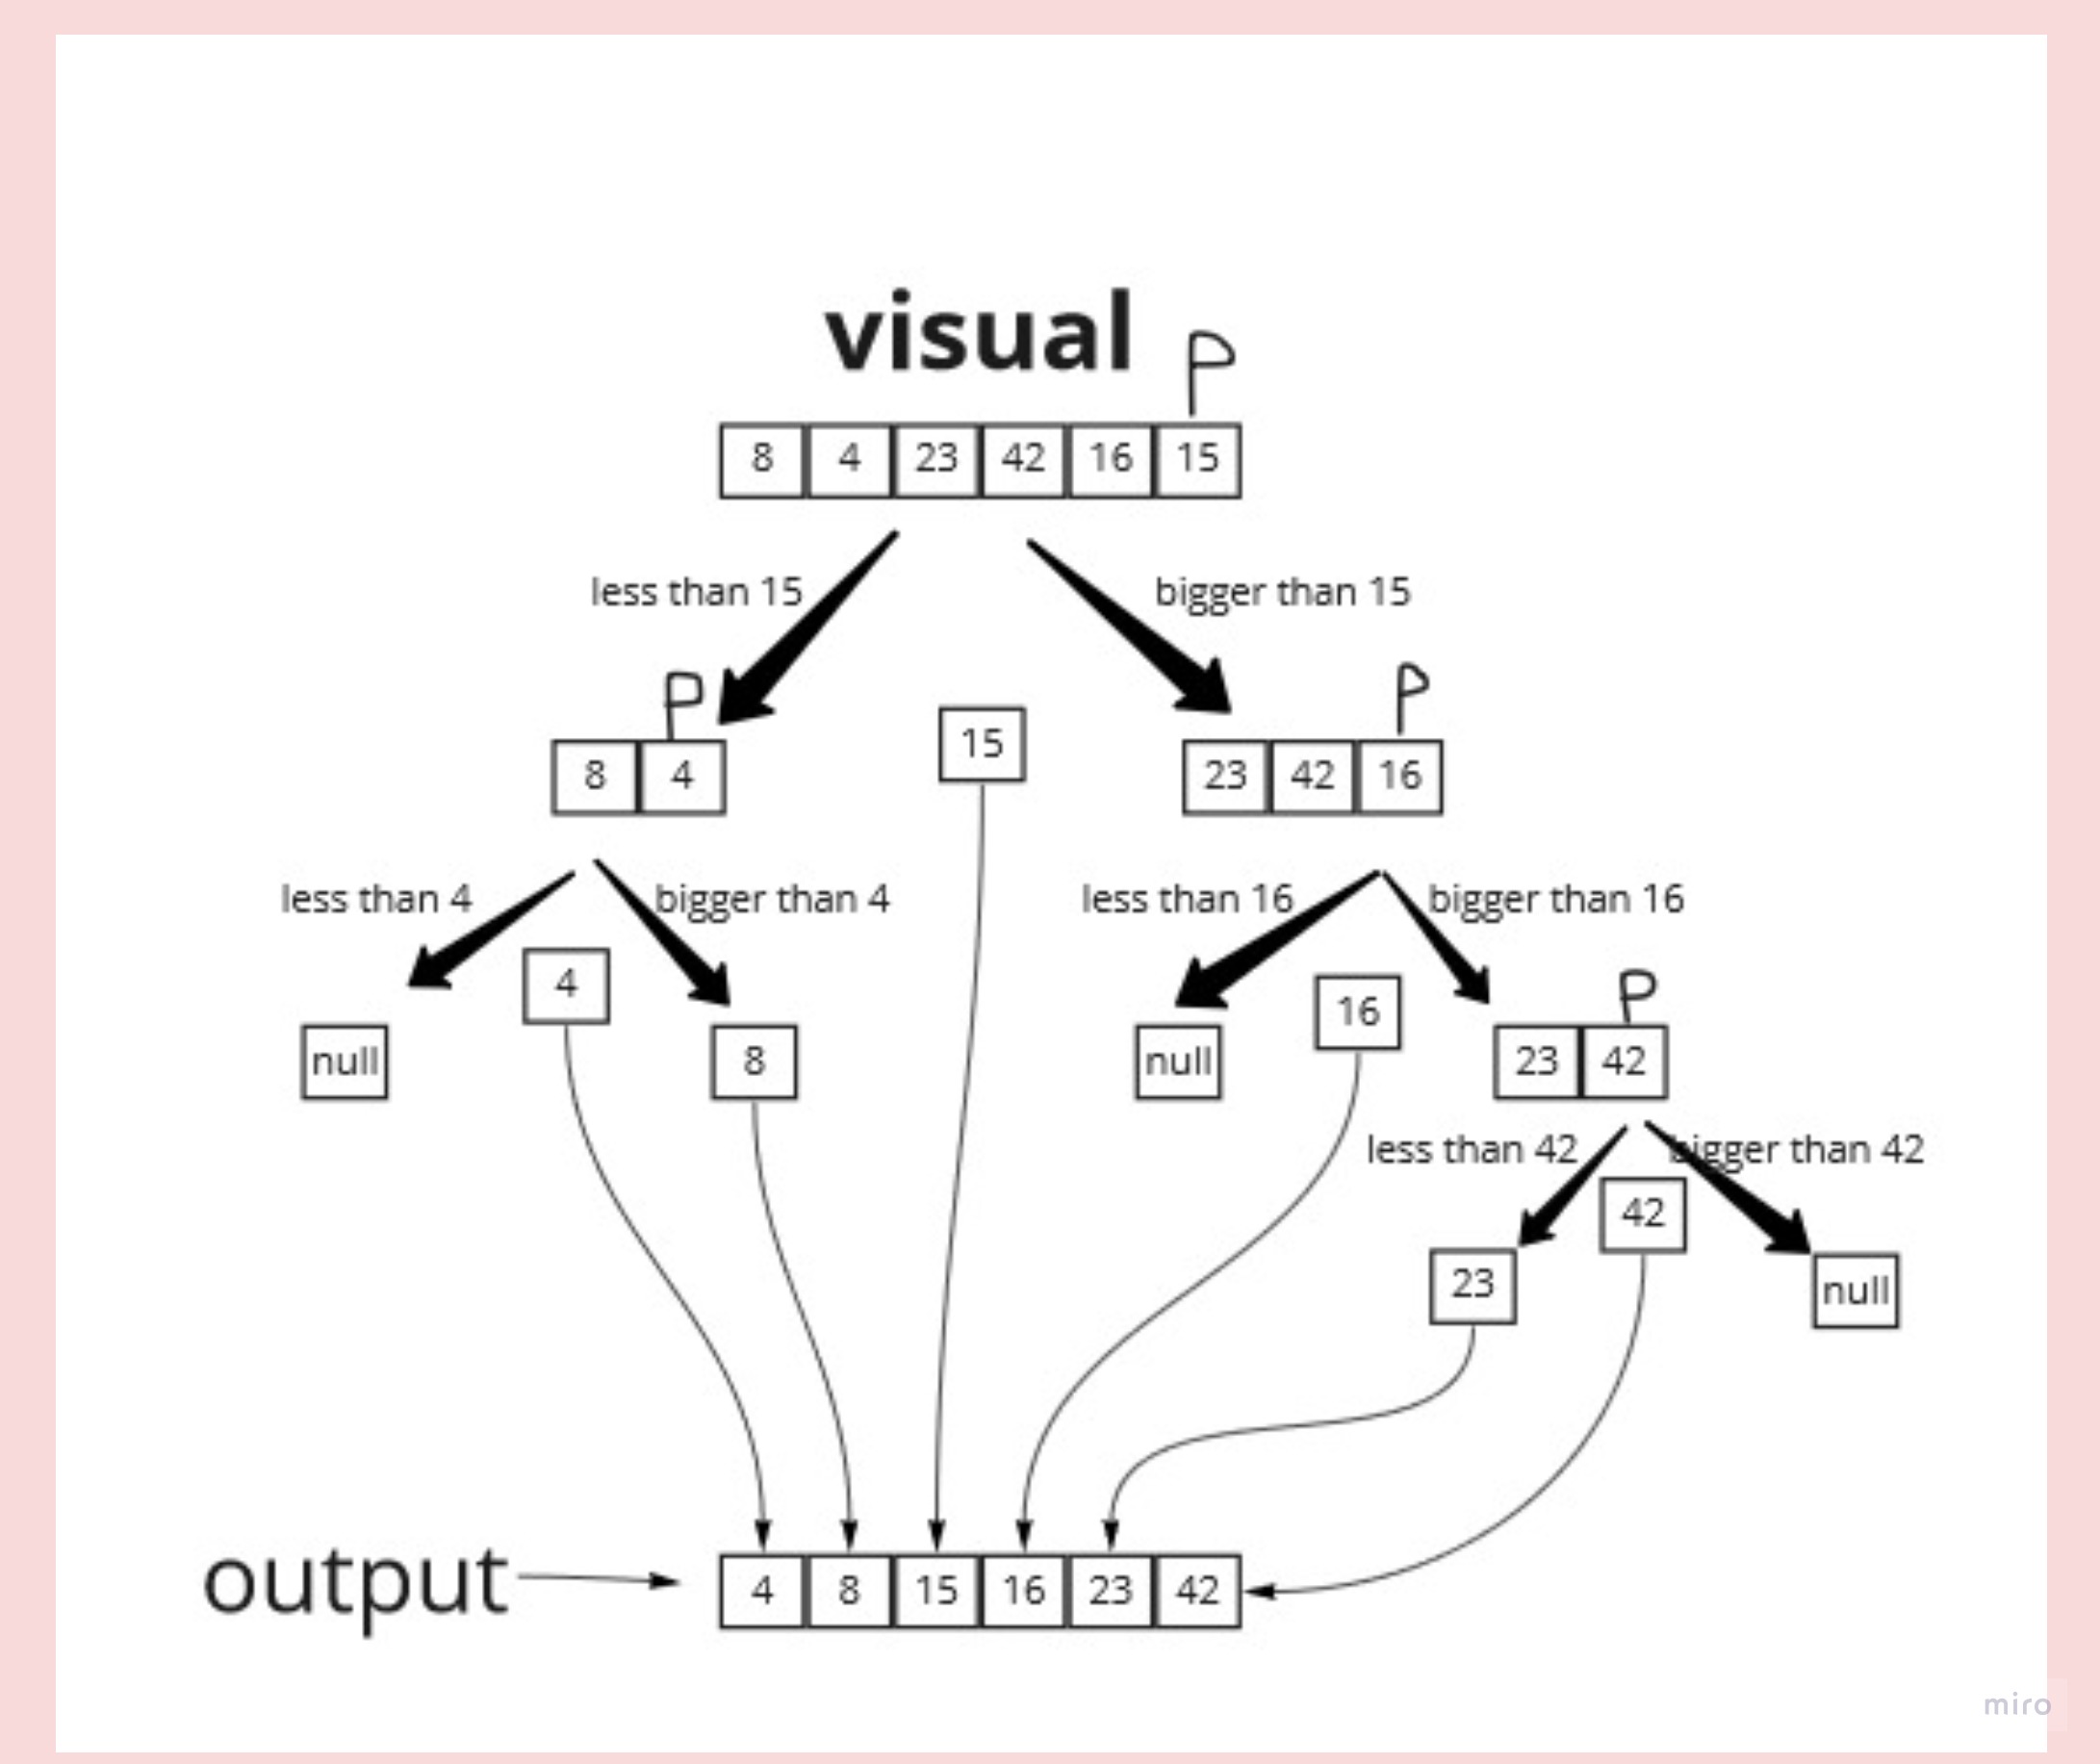 visual
P
8 4 23 42 16 15
less than 15
bigger than 15
P
P
8 4
15
23 42 16
less than 4
bigger than 4
less than 16
bigger than 16
4
16
P
null
8
null
23 42
less than 42
bigger than 42
42
23
null
output
4 8 15 16 23 42
miro